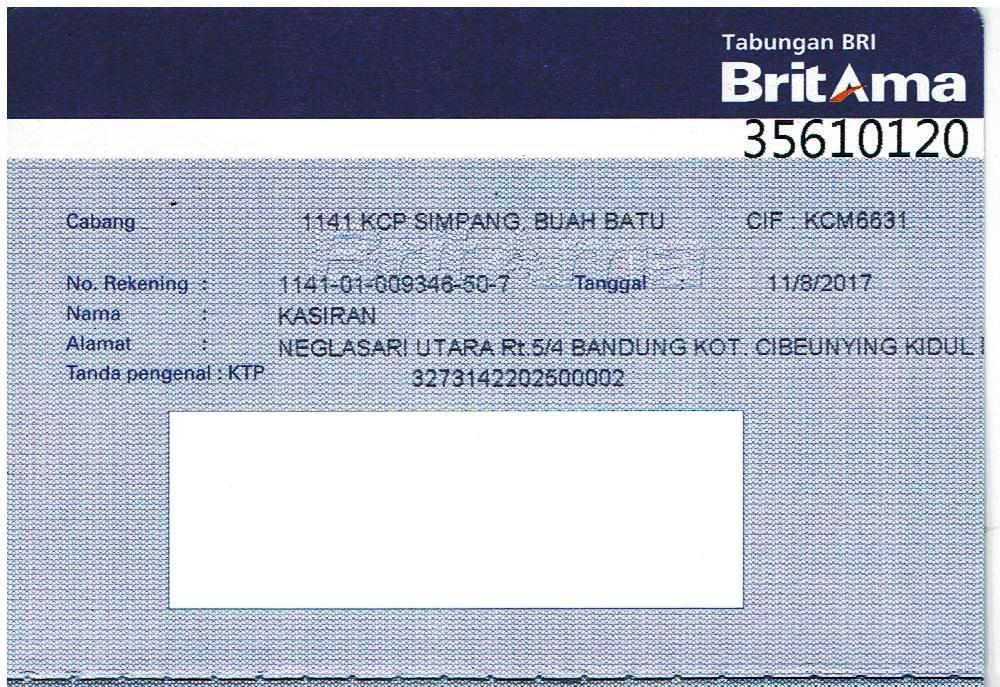 Tabungan BRI
BritAma
35610120
Cabang 1141 KCP SIMPANG, BUAH BATU CIF : KCM6631
No. Rekening : 1141-01-009346-50-7 Tanggal : 11/8/2017
Nama : KASIRAN
Alamat : NEGLASARI UTARA Rt.5/4 BANDUNG KOT. CIBEUNYING KIDUL
Tanda pengenal : KTP 3273142202500002